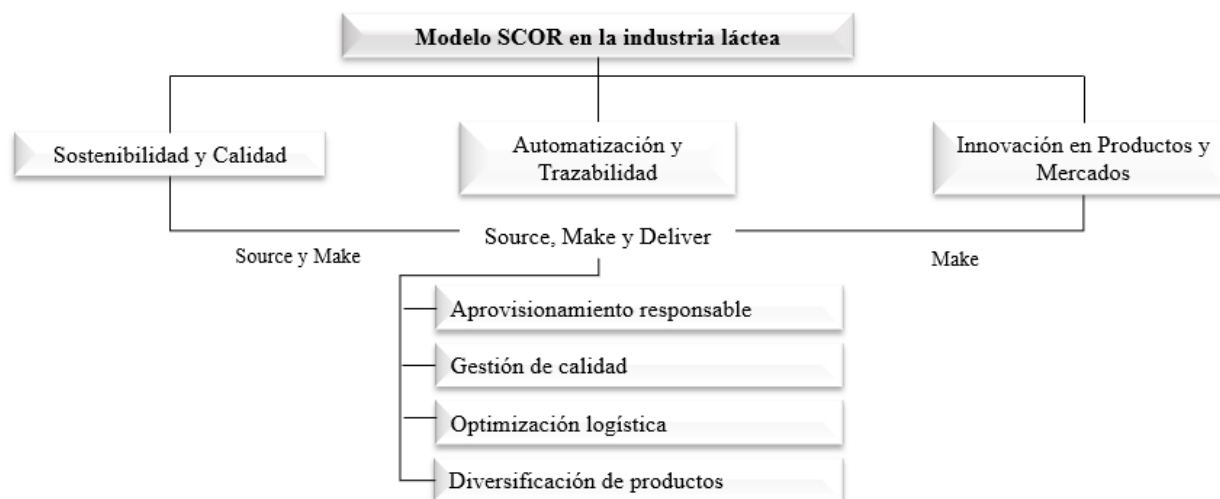 Modelo SCOR en la industria láctea
Sostenibilidad y Calidad
Automatización y
Trazabilidad
Innovación en Productos y
Mercados
Source y Make
Source, Make y Deliver
Make
Aprovisionamiento responsable
Gestión de calidad
Optimización logística
Diversificación de productos